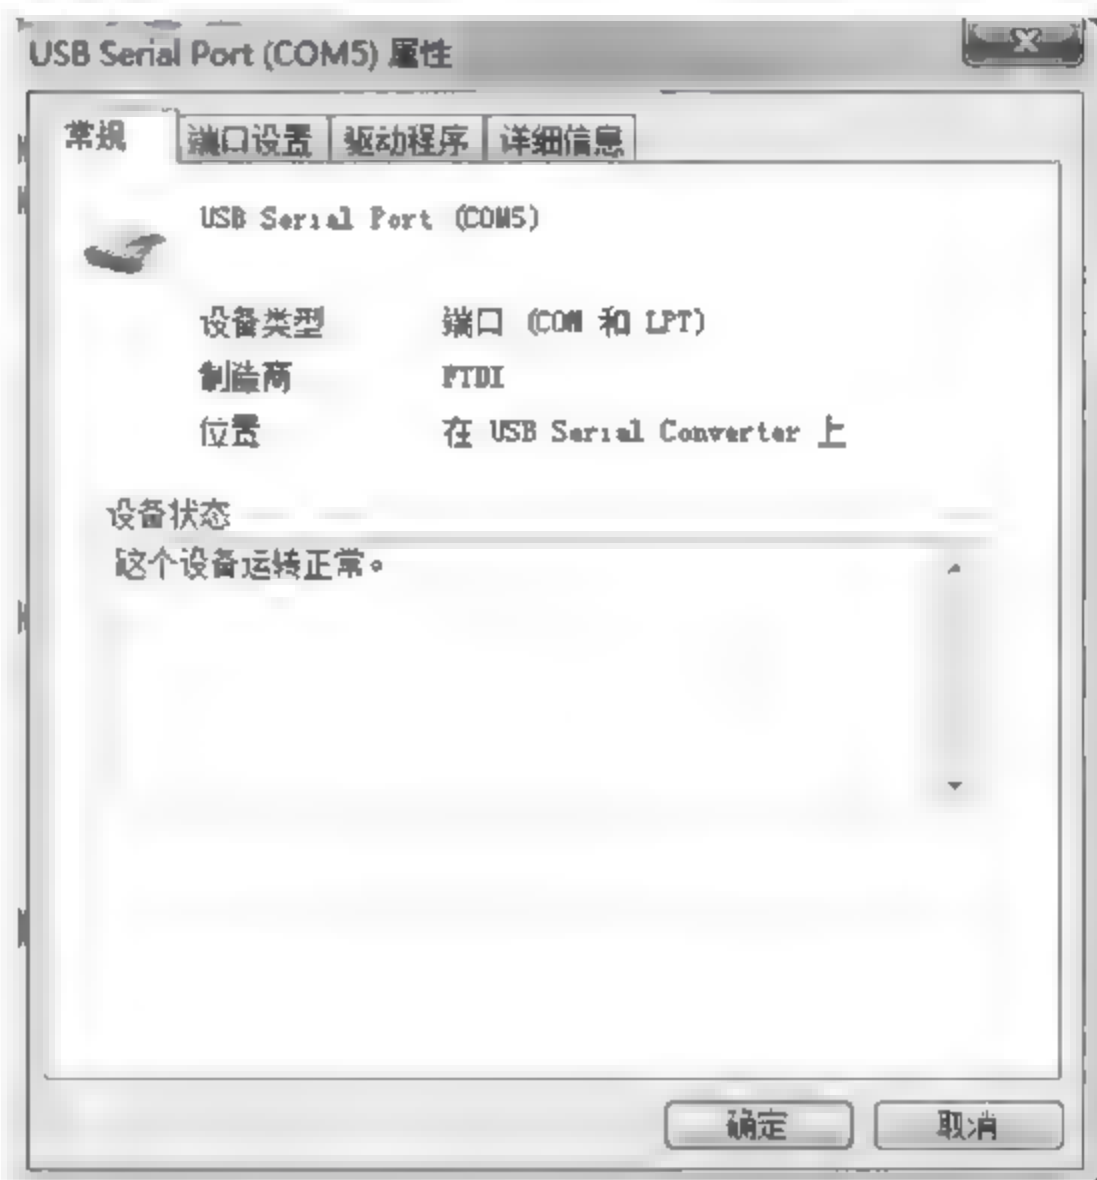 USB Serial Port (COM5) 属性
常规 端口设置 驱动程序 详细信息
USB Serial Port (COM5)
设备类型 端口 (COM 和 LPT)
制造商 FTDI
位置 在 USB Serial Converter 上
设备状态
这个设备运转正常。
确定 取消